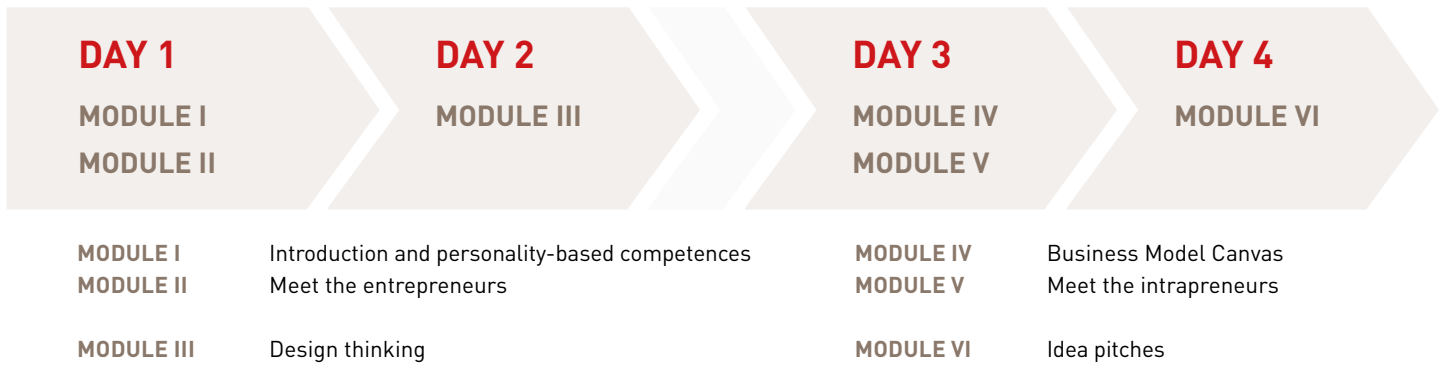 DAY 1
MODULE I
MODULE II
DAY 2
MODULE III
DAY 3
MODULE IV
MODULE V
DAY 4
MODULE VI
MODULE I Introduction and personality-based competences
MODULE II Meet the entrepreneurs
MODULE III Design thinking
MODULE IV Business Model Canvas
MODULE V Meet the intrapreneurs
MODULE VI Idea pitches